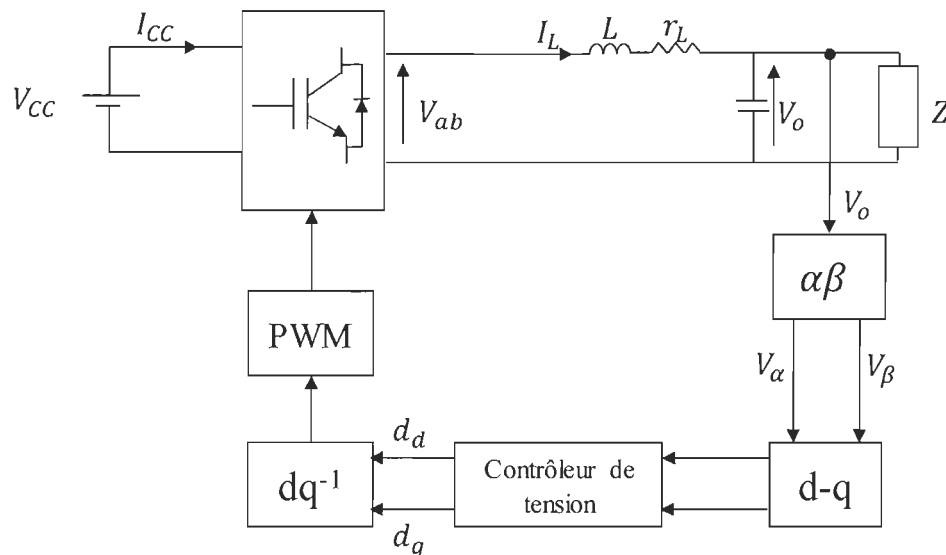 I_CC
V_CC
I_L
L
r_L
V_ab
V_o
Z
V_o
αβ
PWM
V_α
V_β
d_d
dq⁻¹
Contrôleur de
tension
d-q
d_q